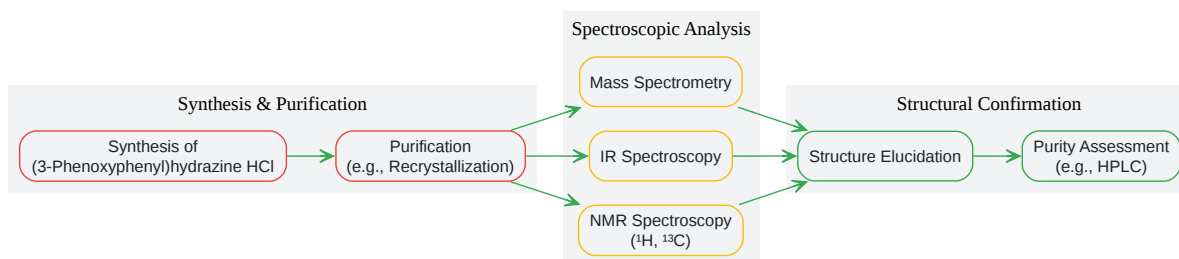 Spectroscopic Analysis
Mass Spectrometry
Synthesis & Purification
Structural Confirmation
Synthesis of
(3-Phenoxyphenyl)hydrazine HCl
Purification
(e.g., Recrystallization)
IR Spectroscopy
Structure Elucidation
Purity Assessment
(e.g., HPLC)
NMR Spectroscopy
(¹H, ¹³C)